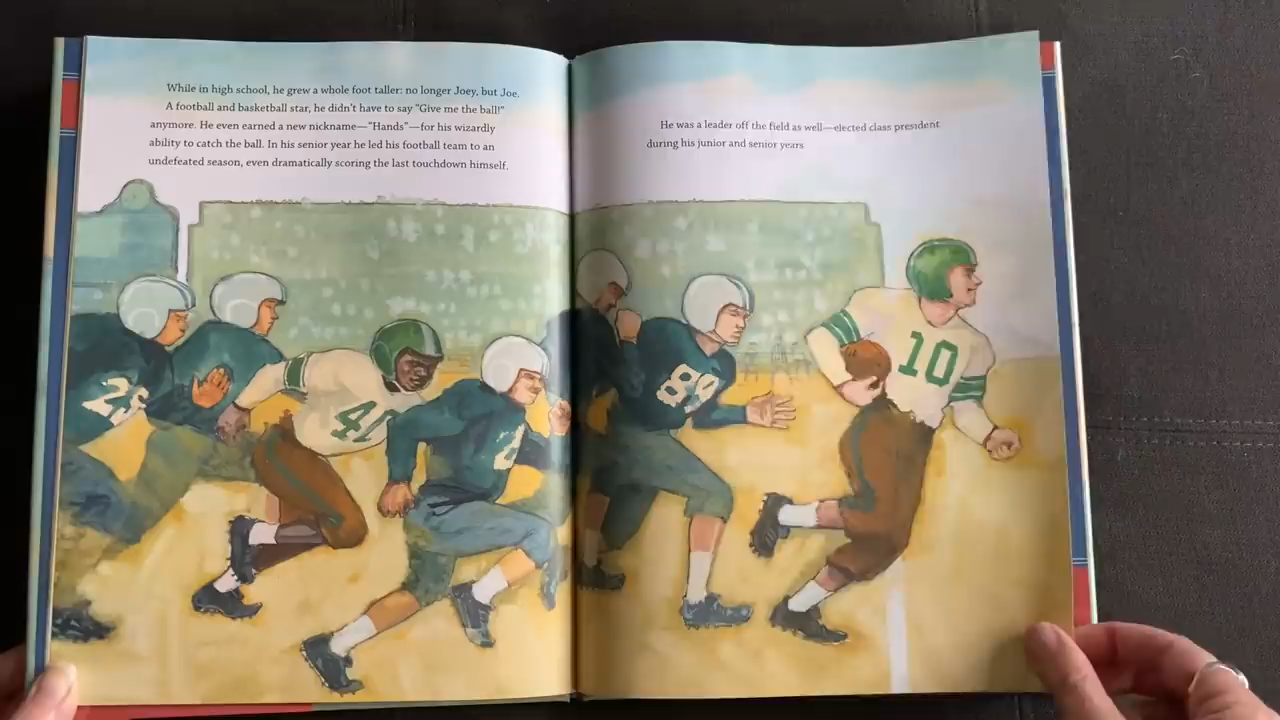 While in high school, he grew a whole foot taller: no longer Joey, but Joe.
A football and basketball star, he didn't have to say "Give me the ball!"
anymore. He even earned a new nickname—"Hands"—for his wizardly
ability to catch the ball. In his senior year he led his football team to an
undefeated season, even dramatically scoring the last touchdown himself.
He was a leader off the field as well—elected class president
during his junior and senior years.
40
10